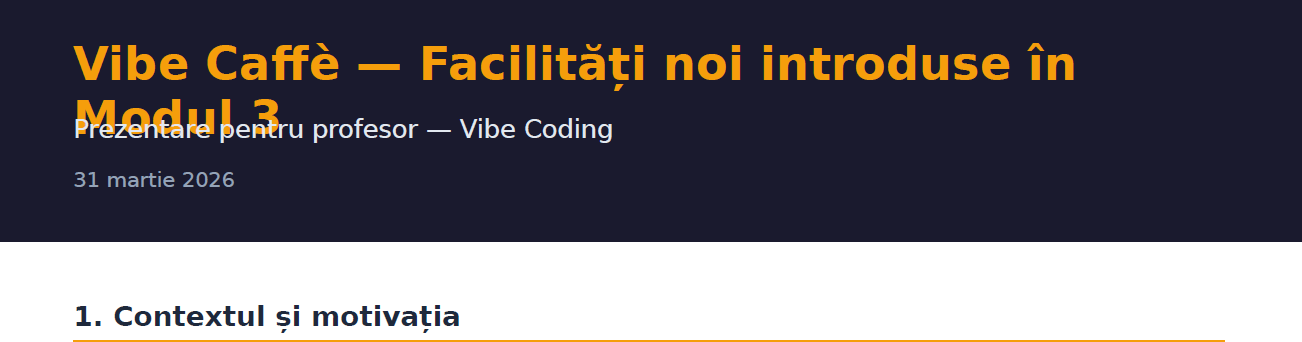 Vibe Caffè — Facilități noi introduse în
Modul 3
Prezentare pentru profesor — Vibe Coding
31 martie 2026
1. Contextul și motivația